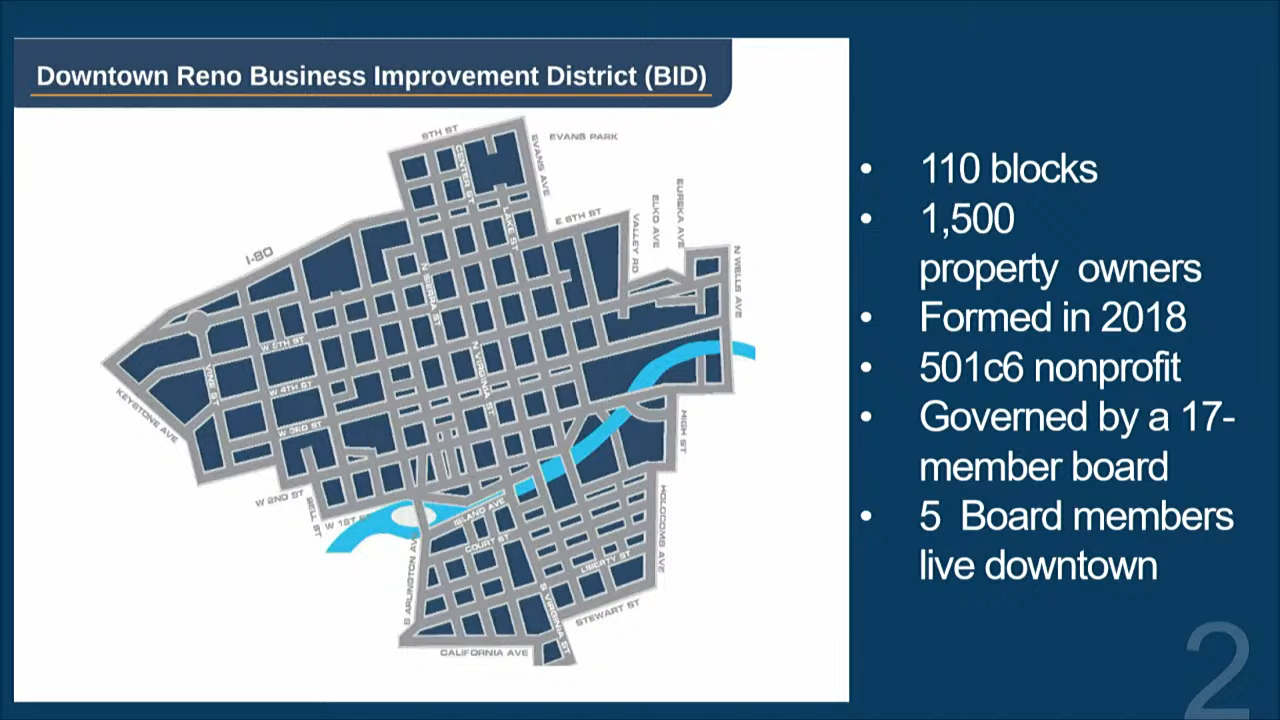 Downtown Reno Business Improvement District (BID)
9TH ST
EVANS PARK
EVANS AVE
CENTER ST
LAKE ST
E 6TH ST
VALLEY RD
ELKO AVE
EUREKA AVE
N WELLS AVE
I-80
N SIERRA ST
N VIRGINIA ST
W 5TH ST
W 4TH ST
W 3RD ST
VINE ST
KEYSTONE AVE
W 2ND ST
BELL ST
W 1ST
ISLAND AVE
COURT ST
LIBERTY ST
HIGH ST
HOLOCOMB AVE
S ARLINGTON AVE
S VIRGINIA ST
STEWART ST
CALIFORNIA AVE
• 110 blocks
• 1,500
property owners
• Formed in 2018
• 501c6 nonprofit
• Governed by a 17-
member board
• 5 Board members
live downtown
2